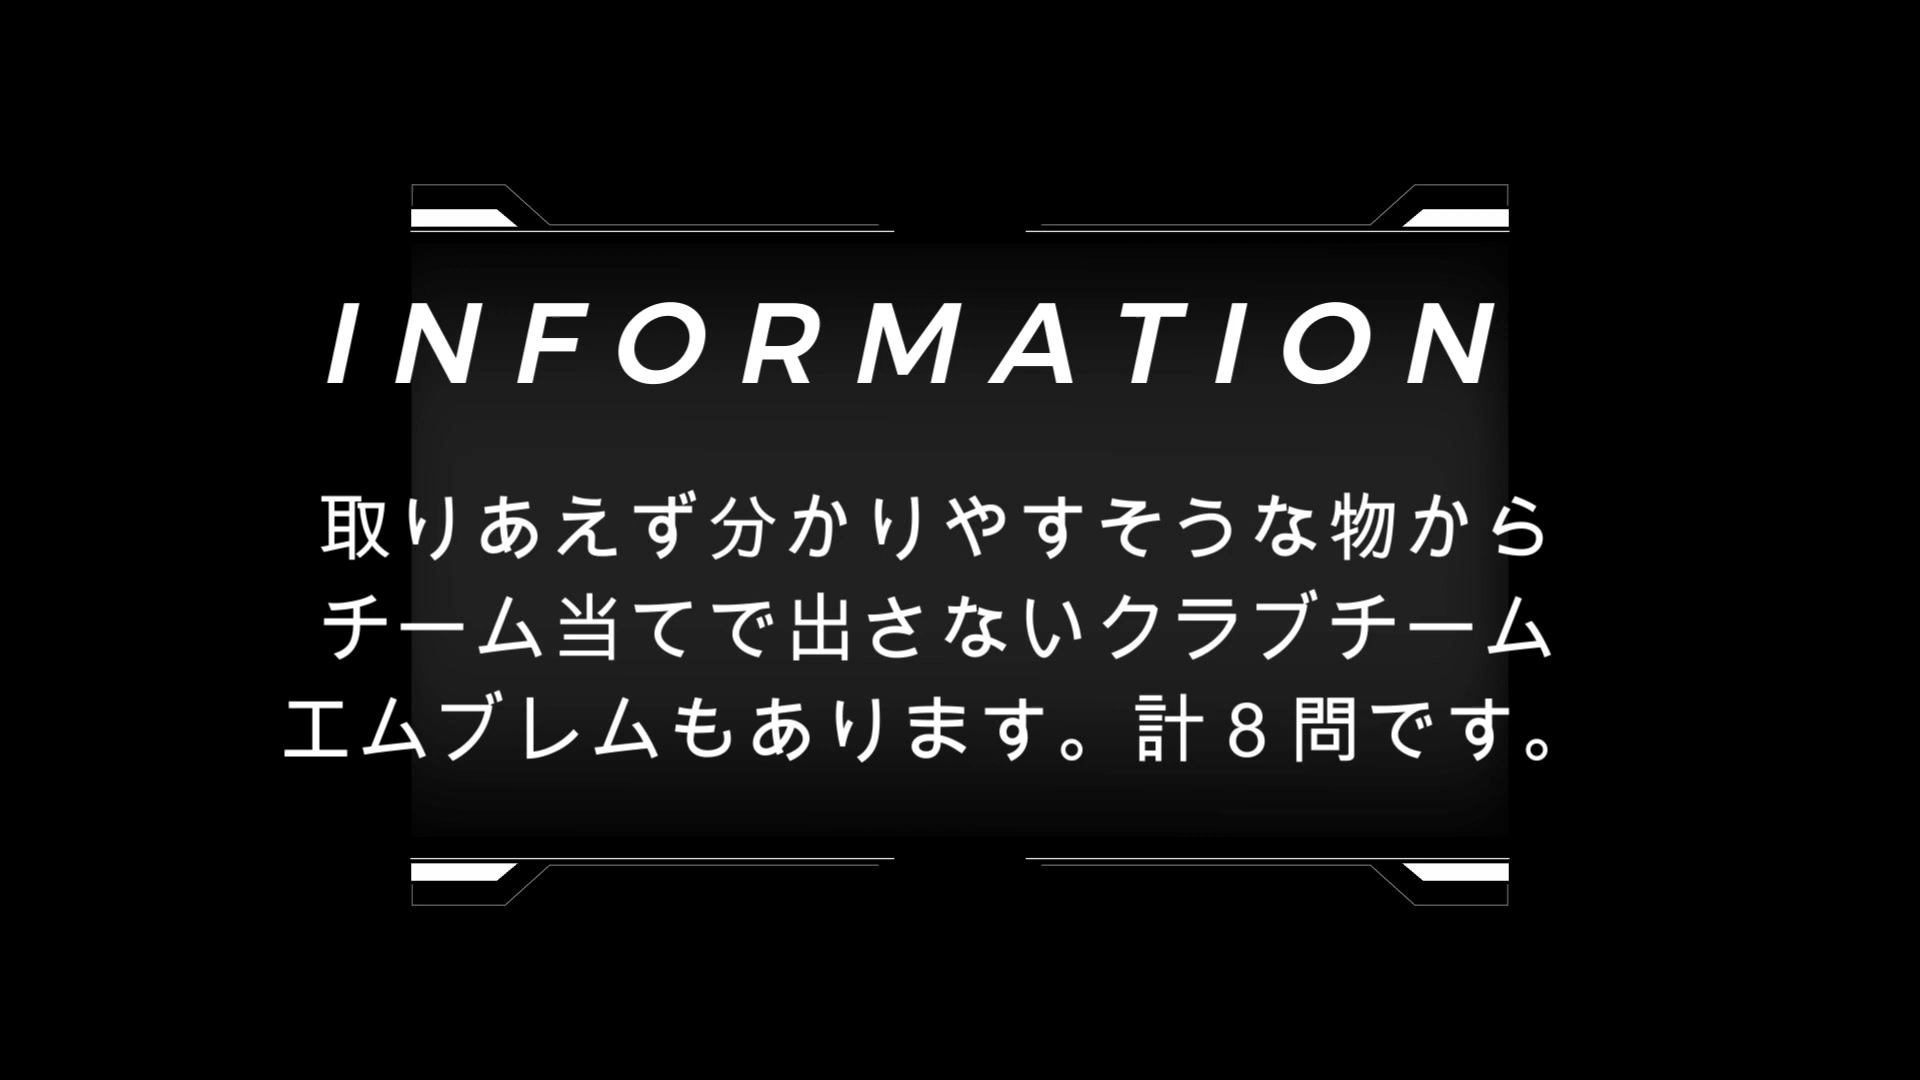 INFORMATION
取りあえず分かりやすそうな物から
チーム当てで出さないクラブチーム
エムブレムもあります。計8問です。